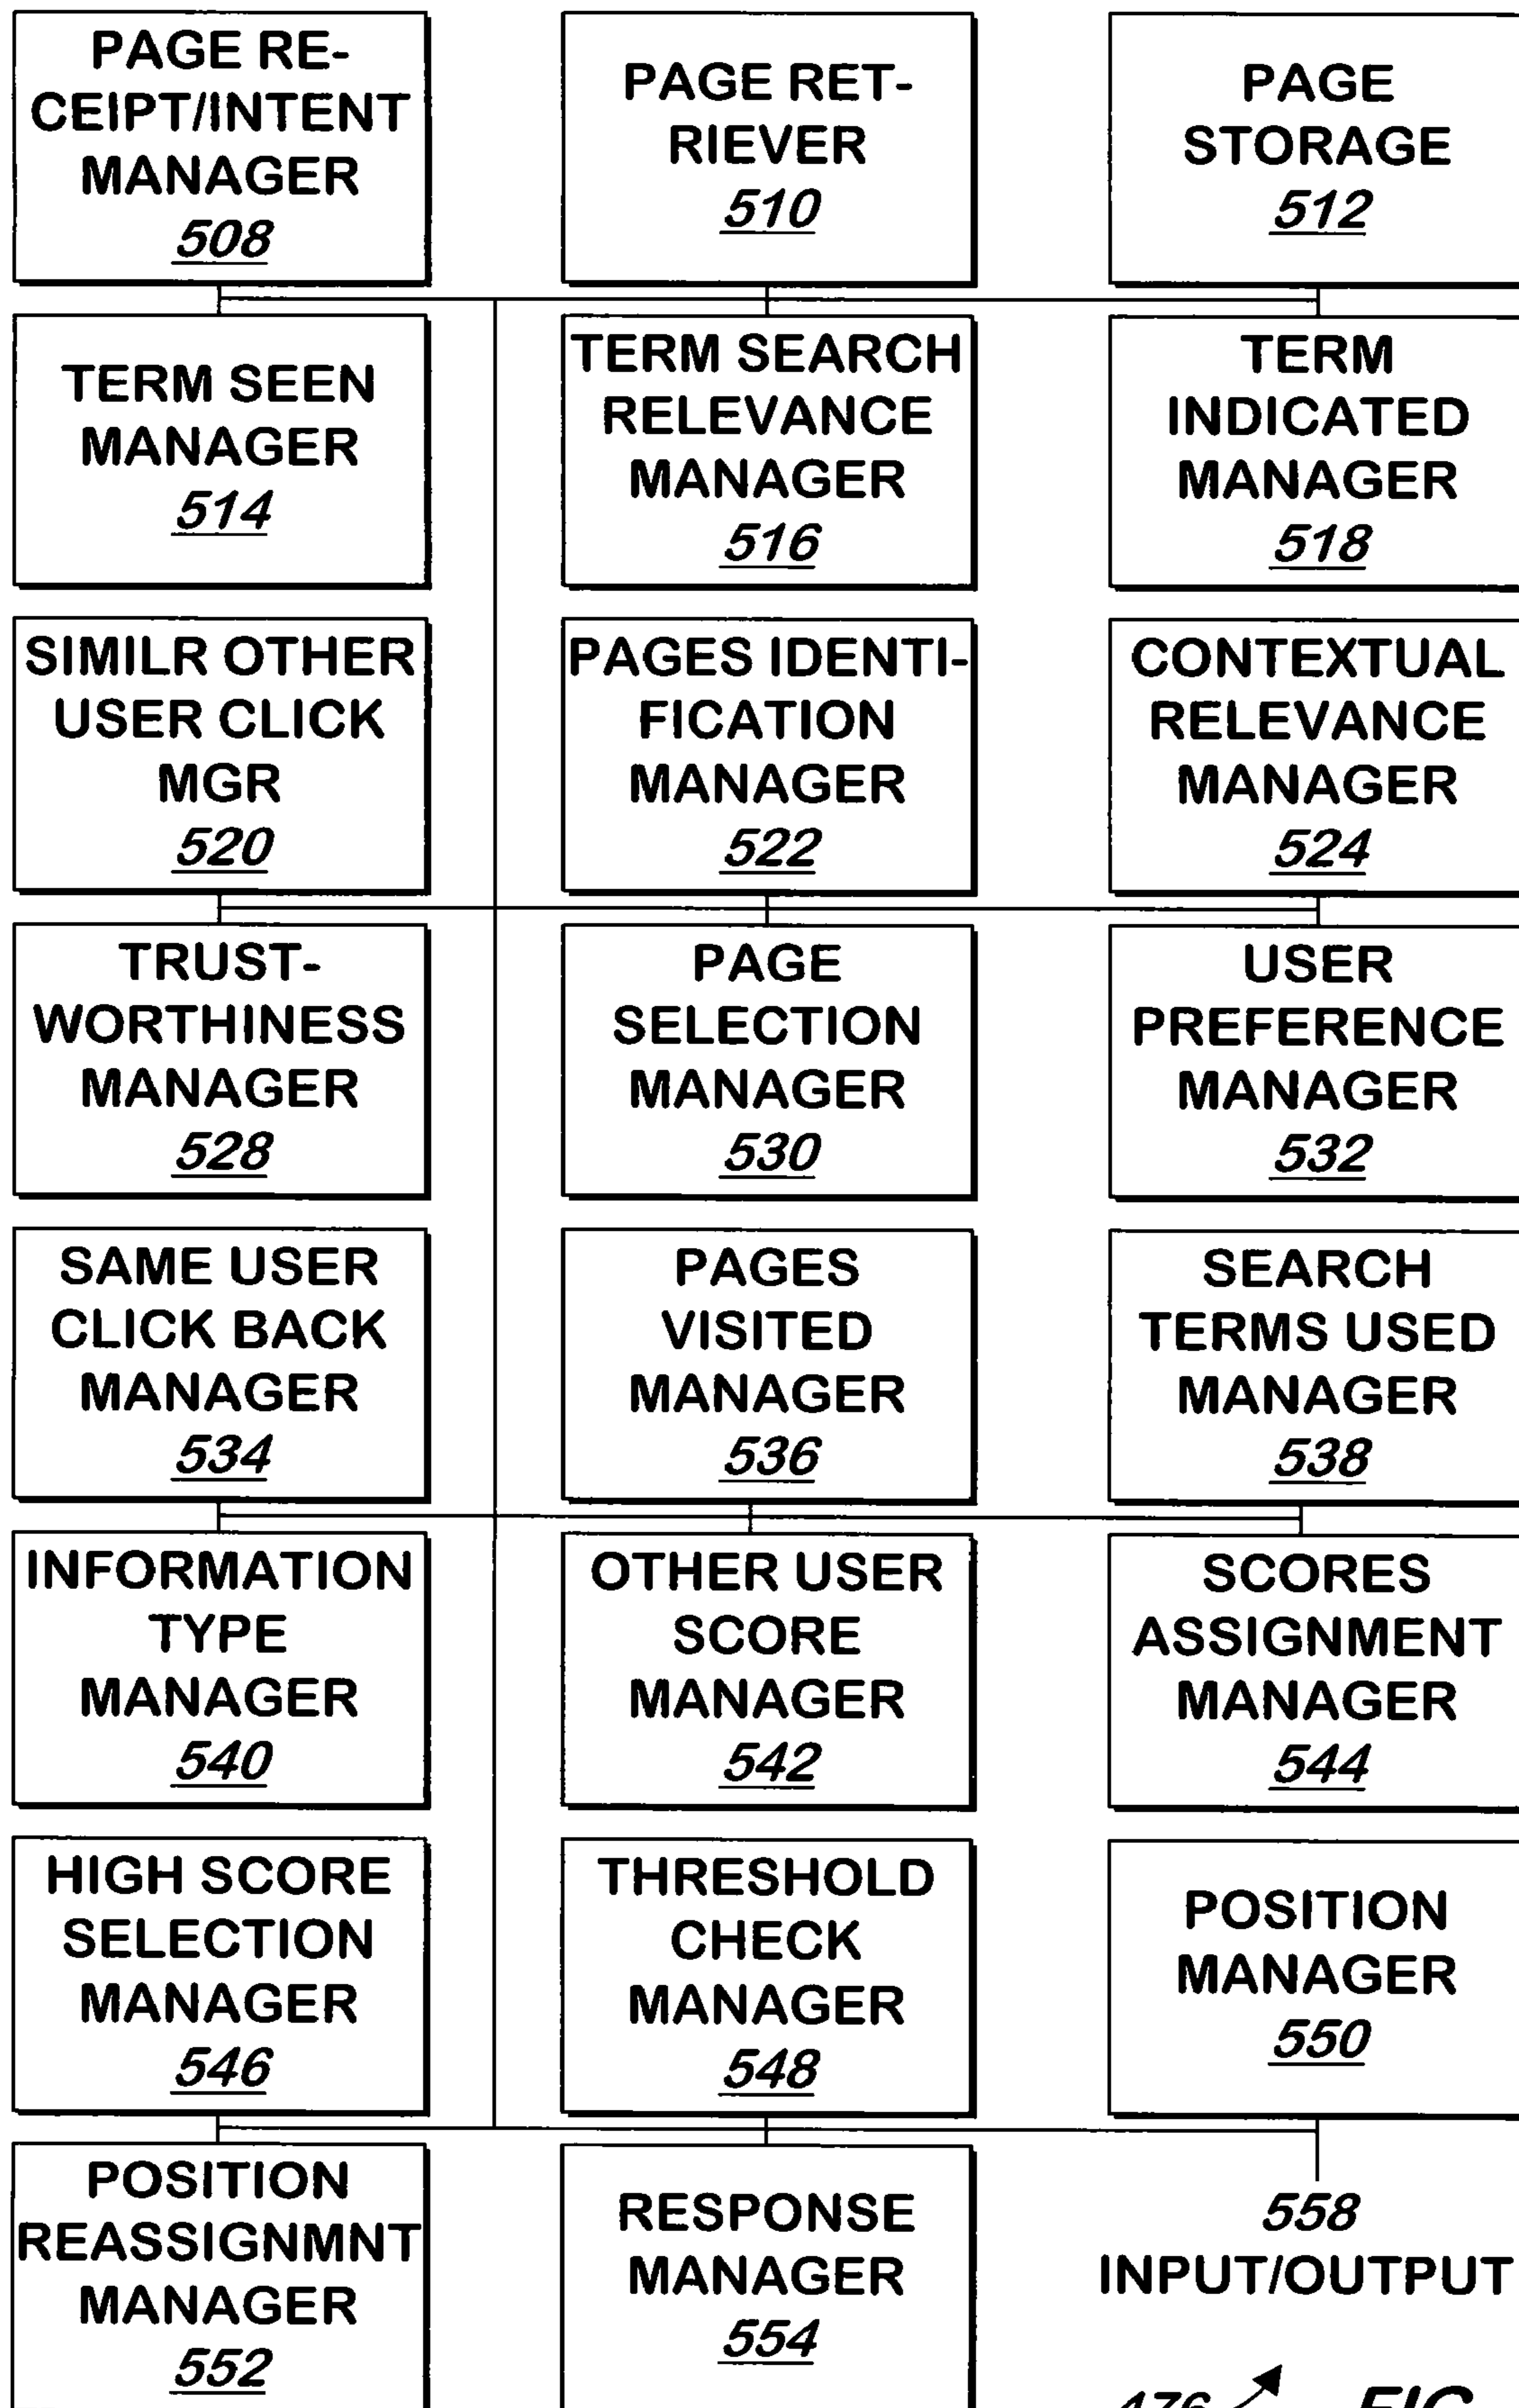 PAGE RE-
CEIPT/INTENT
MANAGER
508
PAGE RET-
RIEVER
510
PAGE
STORAGE
512
TERM SEEN
MANAGER
514
TERM SEARCH
RELEVANCE
MANAGER
516
TERM
INDICATED
MANAGER
518
SIMILR OTHER
USER CLICK
MGR
520
PAGES IDENTI-
FICATION
MANAGER
522
CONTEXTUAL
RELEVANCE
MANAGER
524
TRUST-
WORTHINESS
MANAGER
528
PAGE
SELECTION
MANAGER
530
USER
PREFERENCE
MANAGER
532
SAME USER
CLICK BACK
MANAGER
534
PAGES
VISITED
MANAGER
536
SEARCH
TERMS USED
MANAGER
538
INFORMATION
TYPE
MANAGER
540
OTHER USER
SCORE
MANAGER
542
SCORES
ASSIGNMENT
MANAGER
544
HIGH SCORE
SELECTION
MANAGER
546
THRESHOLD
CHECK
MANAGER
548
POSITION
MANAGER
550
POSITION
REASSIGNMNT
MANAGER
552
RESPONSE
MANAGER
554
558
INPUT/OUTPUT
476 FIG